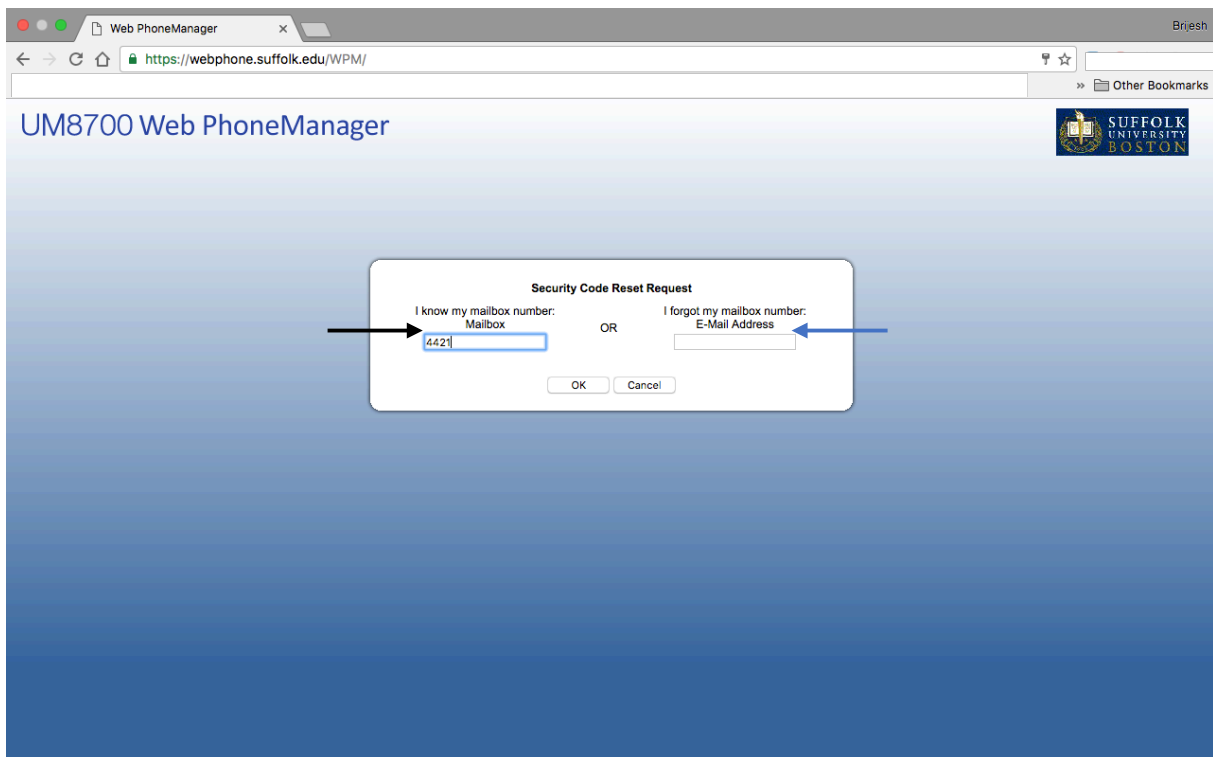 Web PhoneManager
Brijesh
https://webphone.suffolk.edu/WPM/
» Other Bookmarks
UM8700 Web PhoneManager
SUFFOLK
UNIVERSITY
BOSTON
Security Code Reset Request
I know my mailbox number:
Mailbox
4421
OR
I forgot my mailbox number:
E-Mail Address
OK Cancel